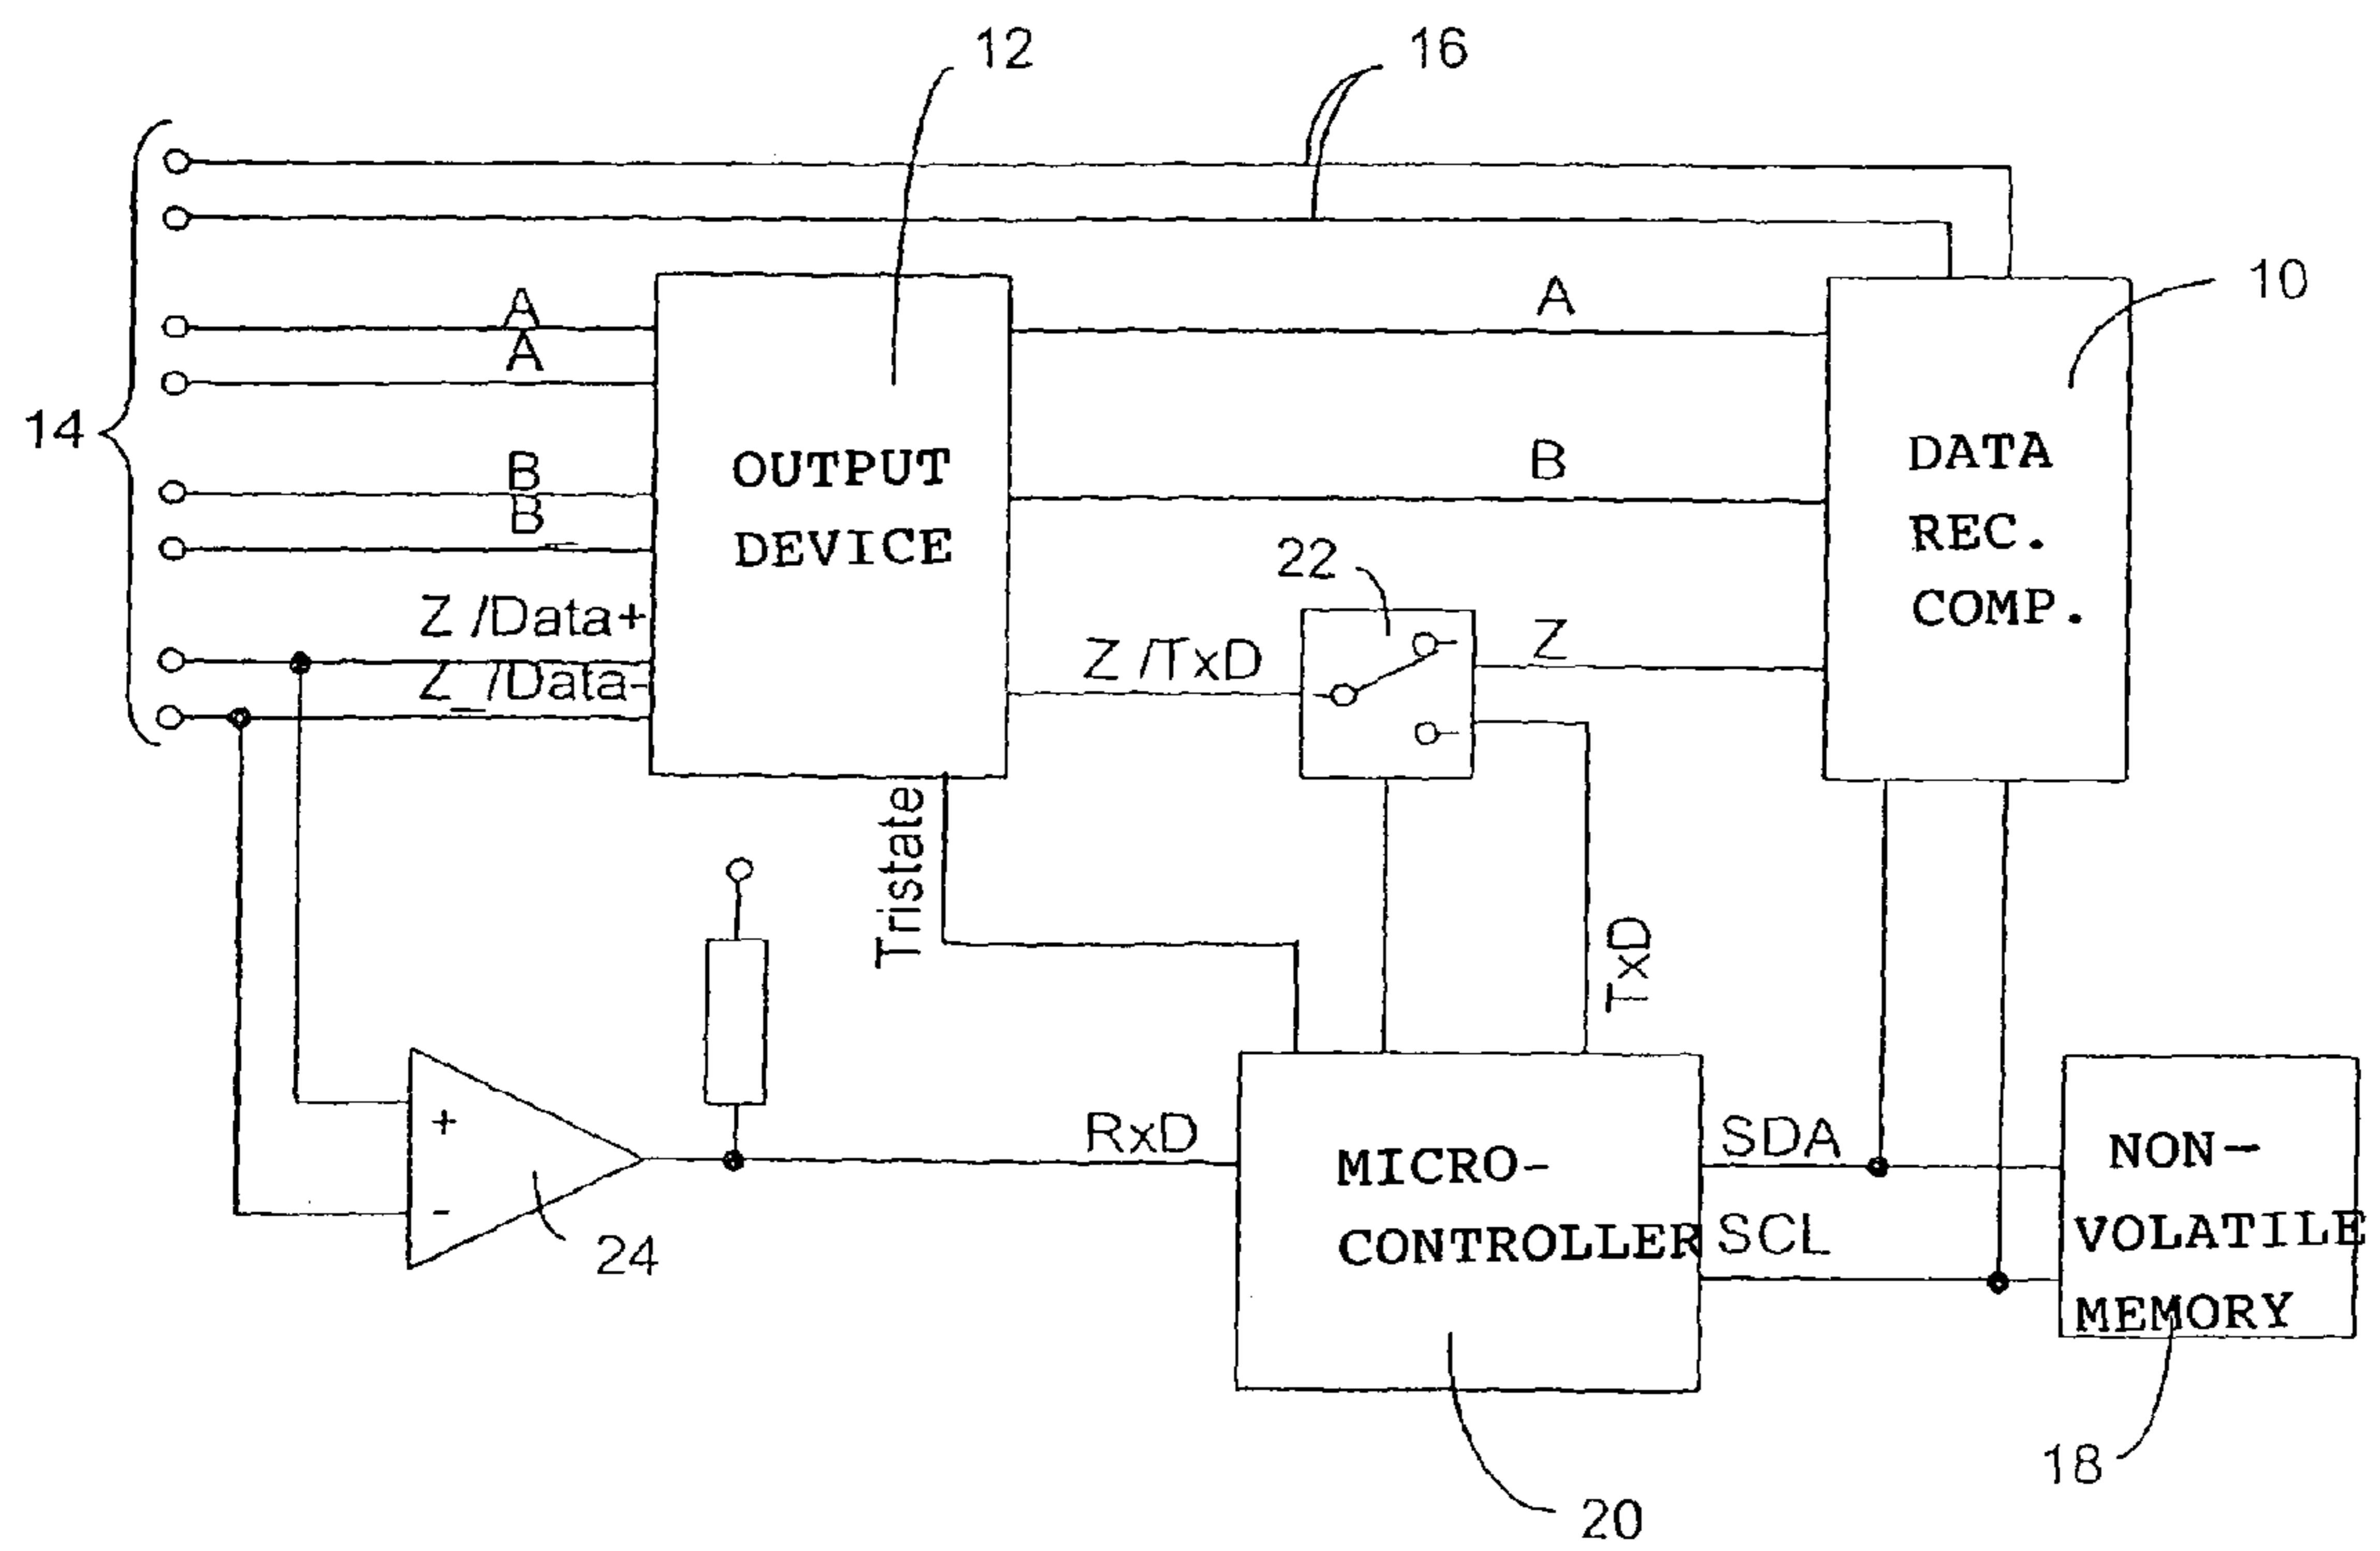 12
16
10
A
A
A
14
B
B
B
OUTPUT
DEVICE
DATA
REC.
COMP.
22
Z /Data+
Z /TxD
Z
Z_/Data-
Tristate
TxD
RxD
+
-
24
MICRO-
CONTROLLER
SDA
SCL
NON-
VOLATILE
MEMORY
18
20